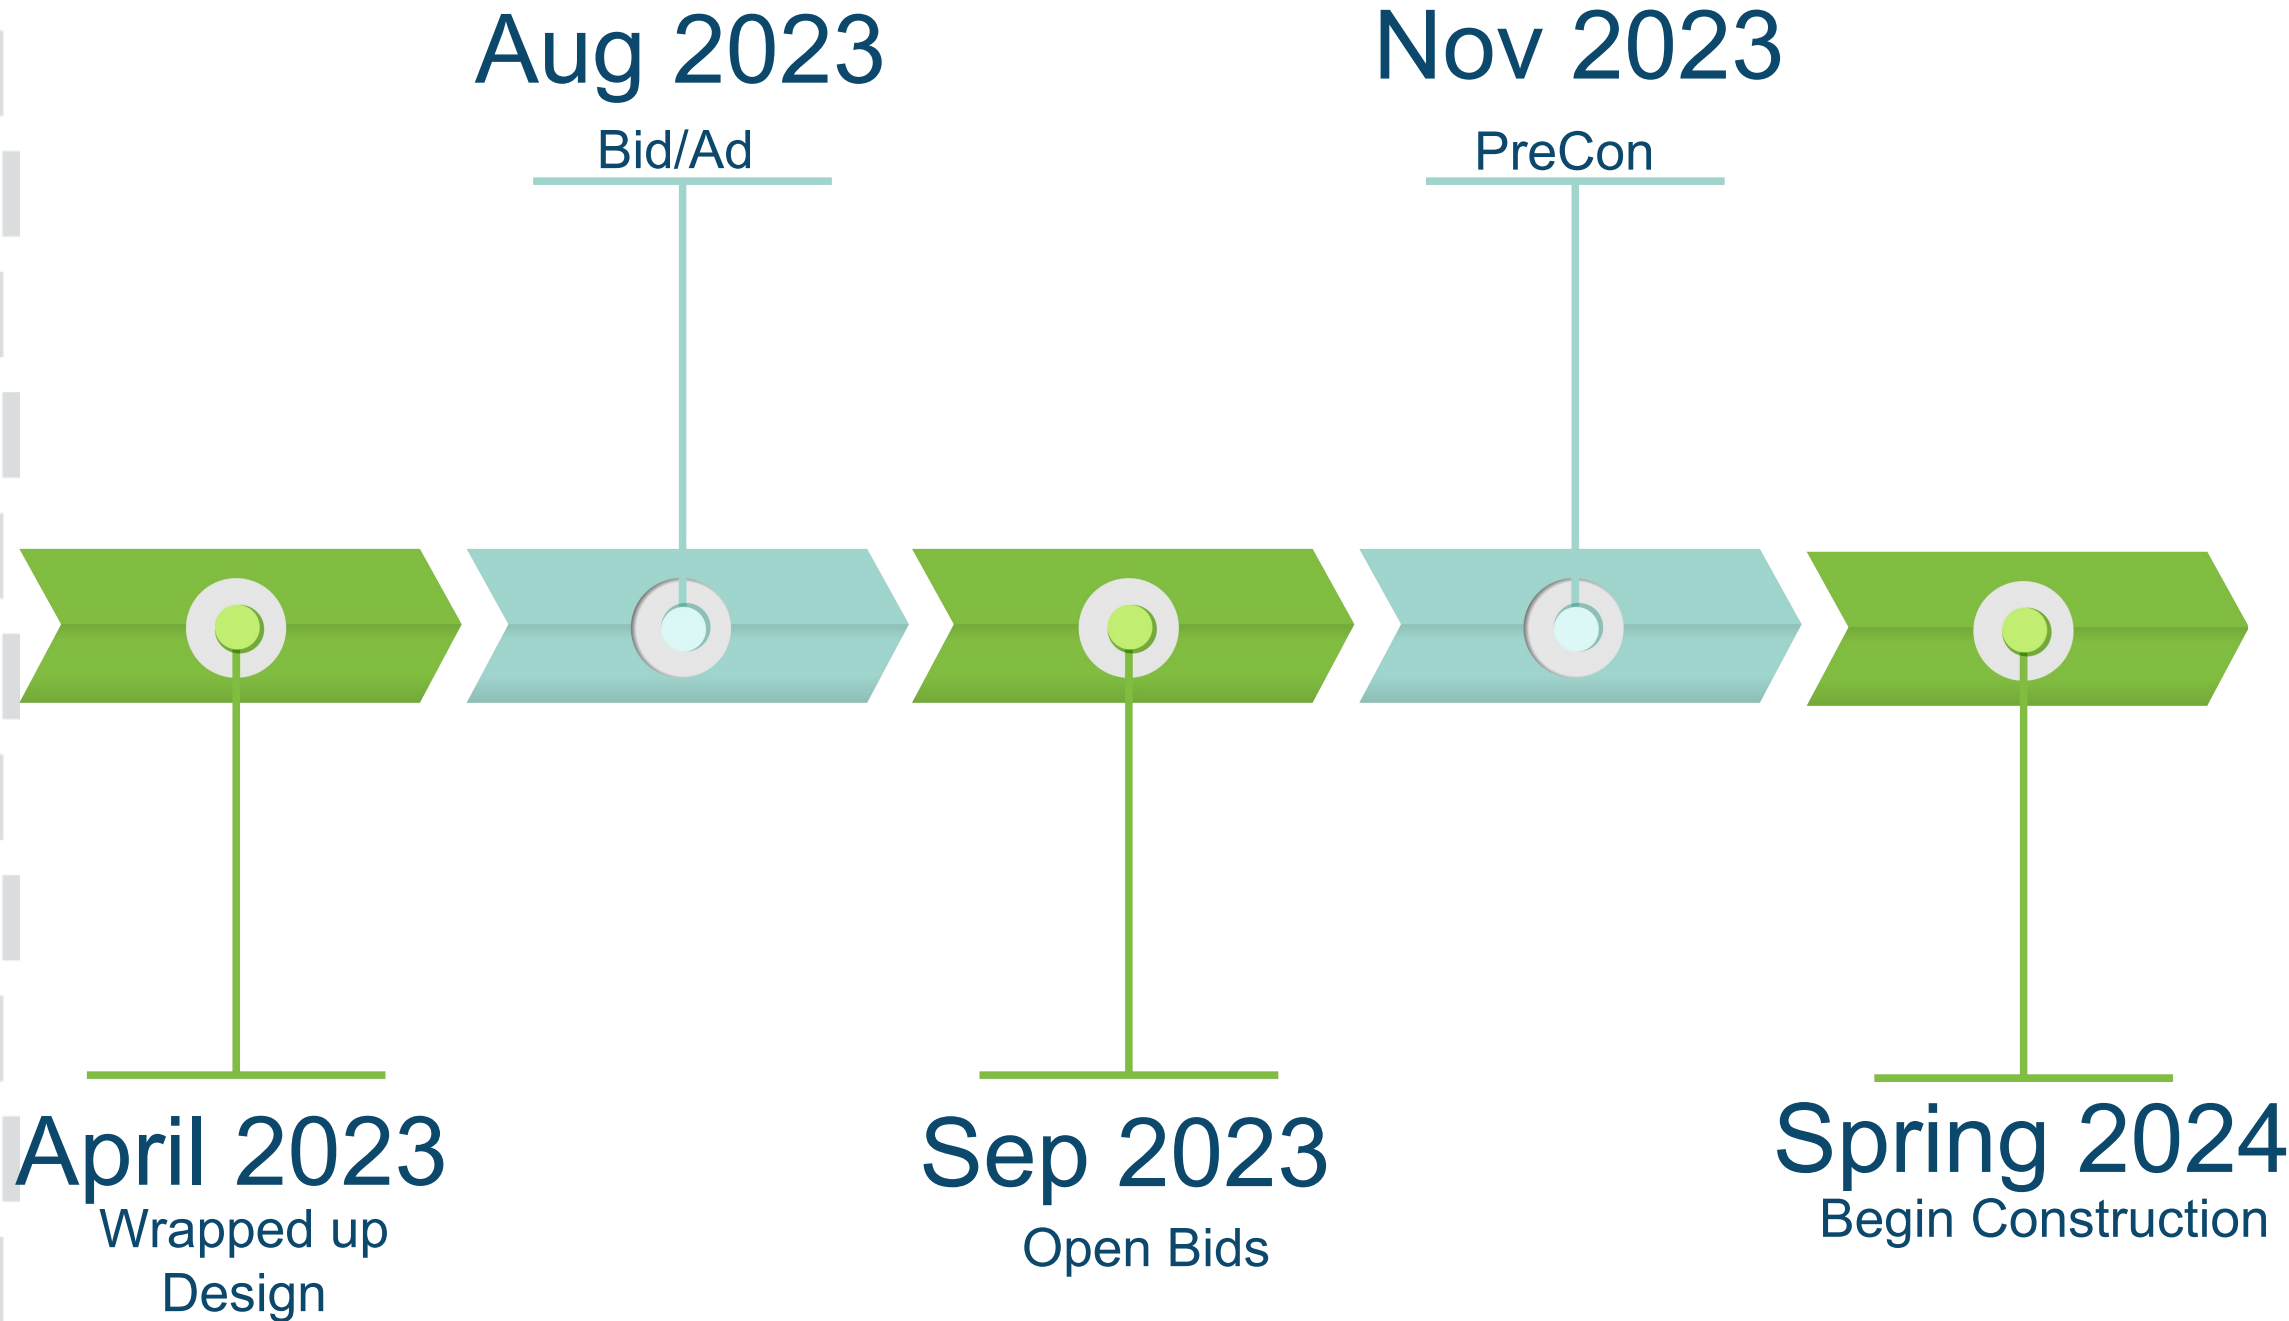 Aug 2023
Bid/Ad
Nov 2023
PreCon
April 2023
Wrapped up
Design
Sep 2023
Open Bids
Spring 2024
Begin Construction